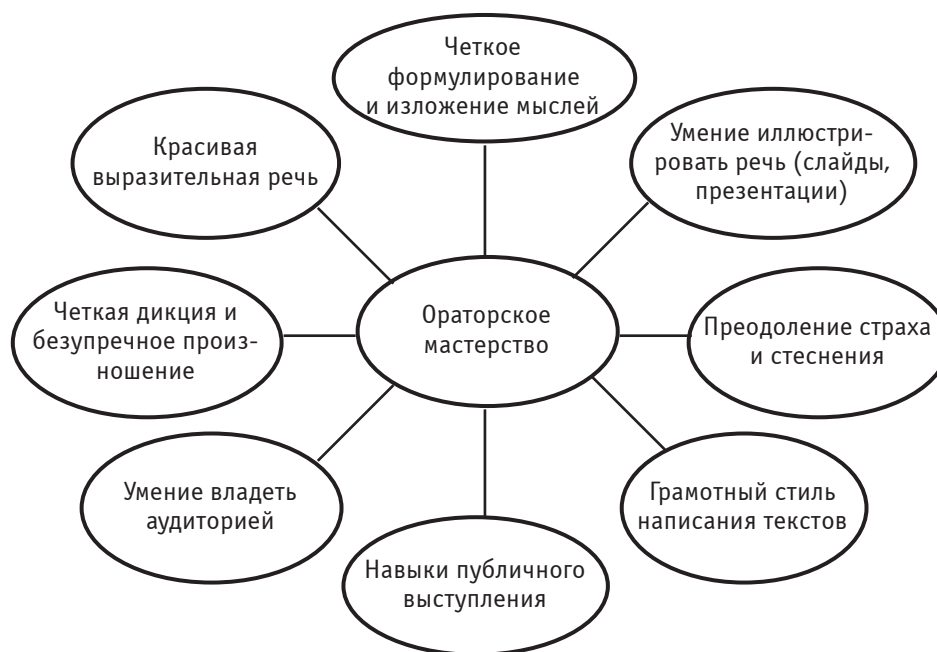 Четкое
формулирование
и изложение мыслей
Красивая
выразительная речь
Умение иллюстри-
ровать речь (слайды,
презентации)
Четкая дикция и
безупречное произ-
ношение
Ораторское
мастерство
Преодоление страха
и стеснения
Умение владеть
аудиторией
Грамотный стиль
написания текстов
Навыки публичного
выступления